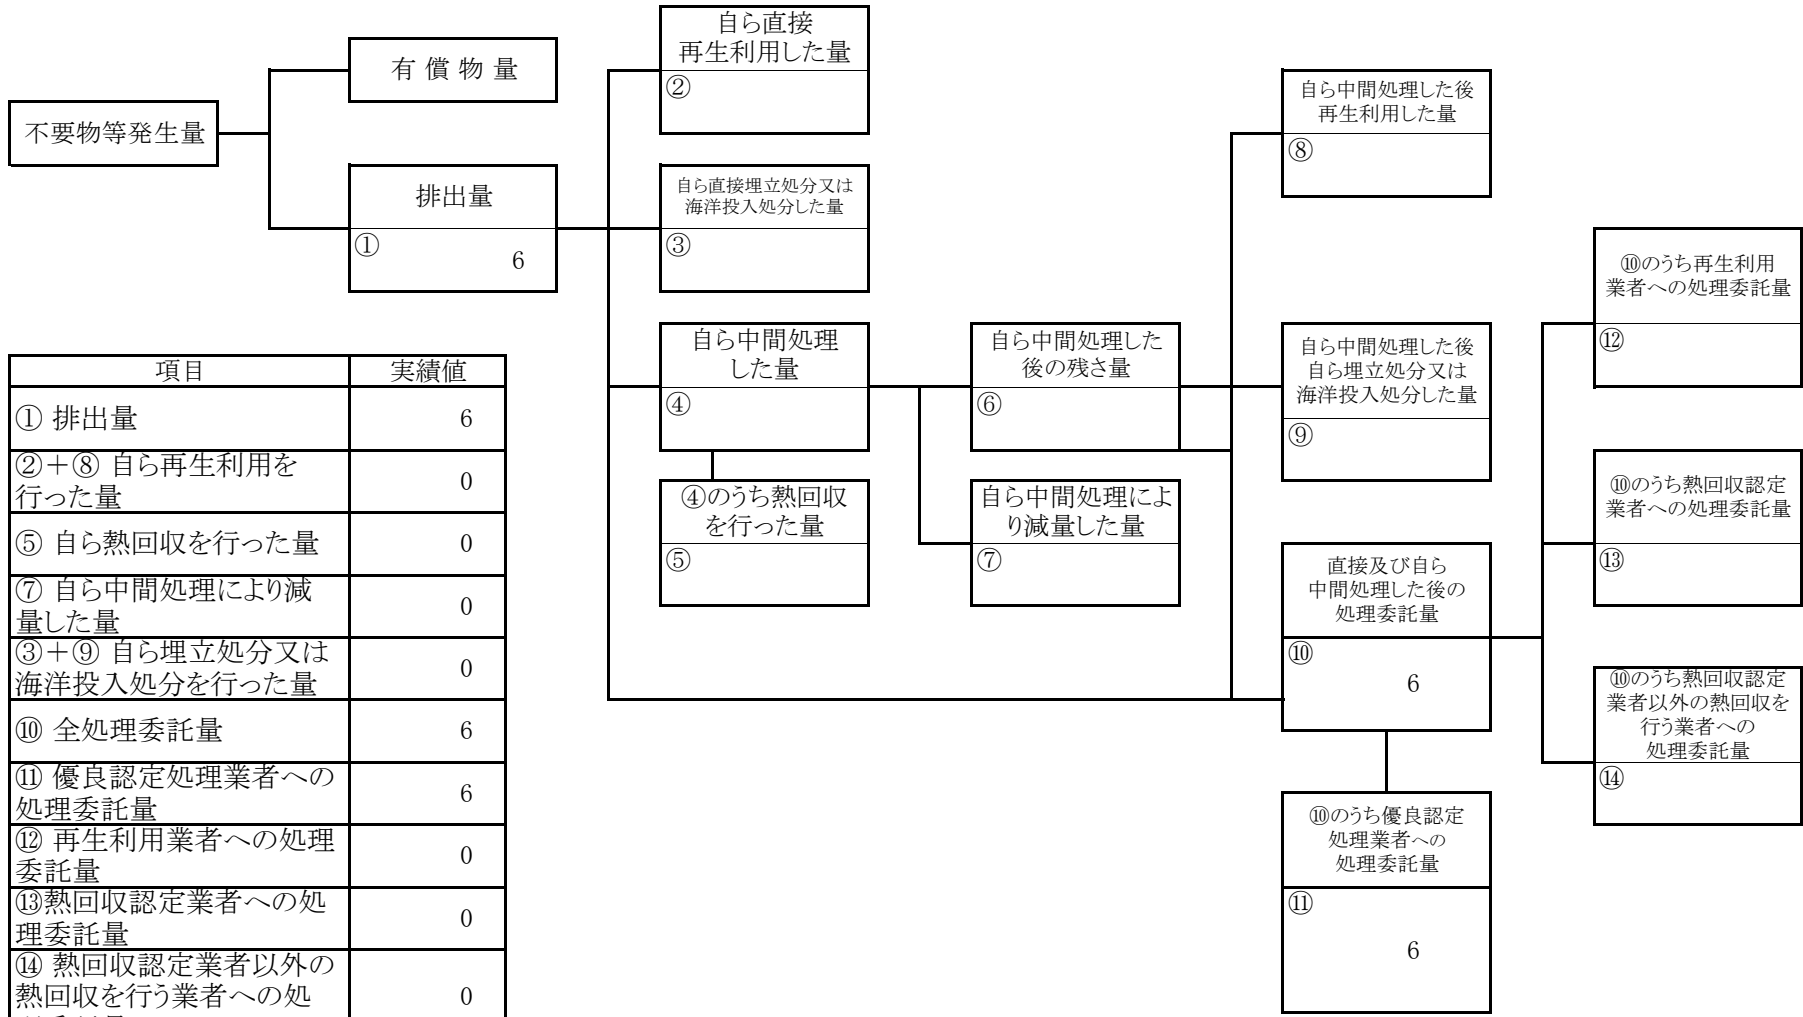 不要物等発生量
有 償 物 量
排出量
①
6
自ら直接
再生利用した量
②
自ら直接埋立処分又は
海洋投入処分した量
③
自ら中間処理
した量
④
④のうち熱回収
を行った量
⑤
自ら中間処理した
後の残さ量
⑥
自ら中間処理によ
り減量した量
⑦
自ら中間処理した後
再生利用した量
⑧
自ら中間処理した後
自ら埋立処分又は
海洋投入処分した量
⑨
直接及び自ら
中間処理した後の
処理委託量
⑩
6
⑩のうち優良認定
処理業者への
処理委託量
⑪
6
⑩のうち再生利用
業者への処理委託量
⑫
⑩のうち熱回収認定
業者への処理委託量
⑬
⑩のうち熱回収認定
業者以外の熱回収を
行う業者への
処理委託量
⑭
項目 実績値
① 排出量 6
②＋⑧ 自ら再生利用を
行った量 0
⑤ 自ら熱回収を行った量 0
⑦ 自ら中間処理により減
量した量 0
③＋⑨ 自ら埋立処分又は
海洋投入処分を行った量 0
⑩ 全処理委託量 6
⑪ 優良認定処理業者への
処理委託量 6
⑫ 再生利用業者への処理
委託量 0
⑬熱回収認定業者への処
理委託量 0
⑭ 熱回収認定業者以外の
熱回収を行う業者への処 0